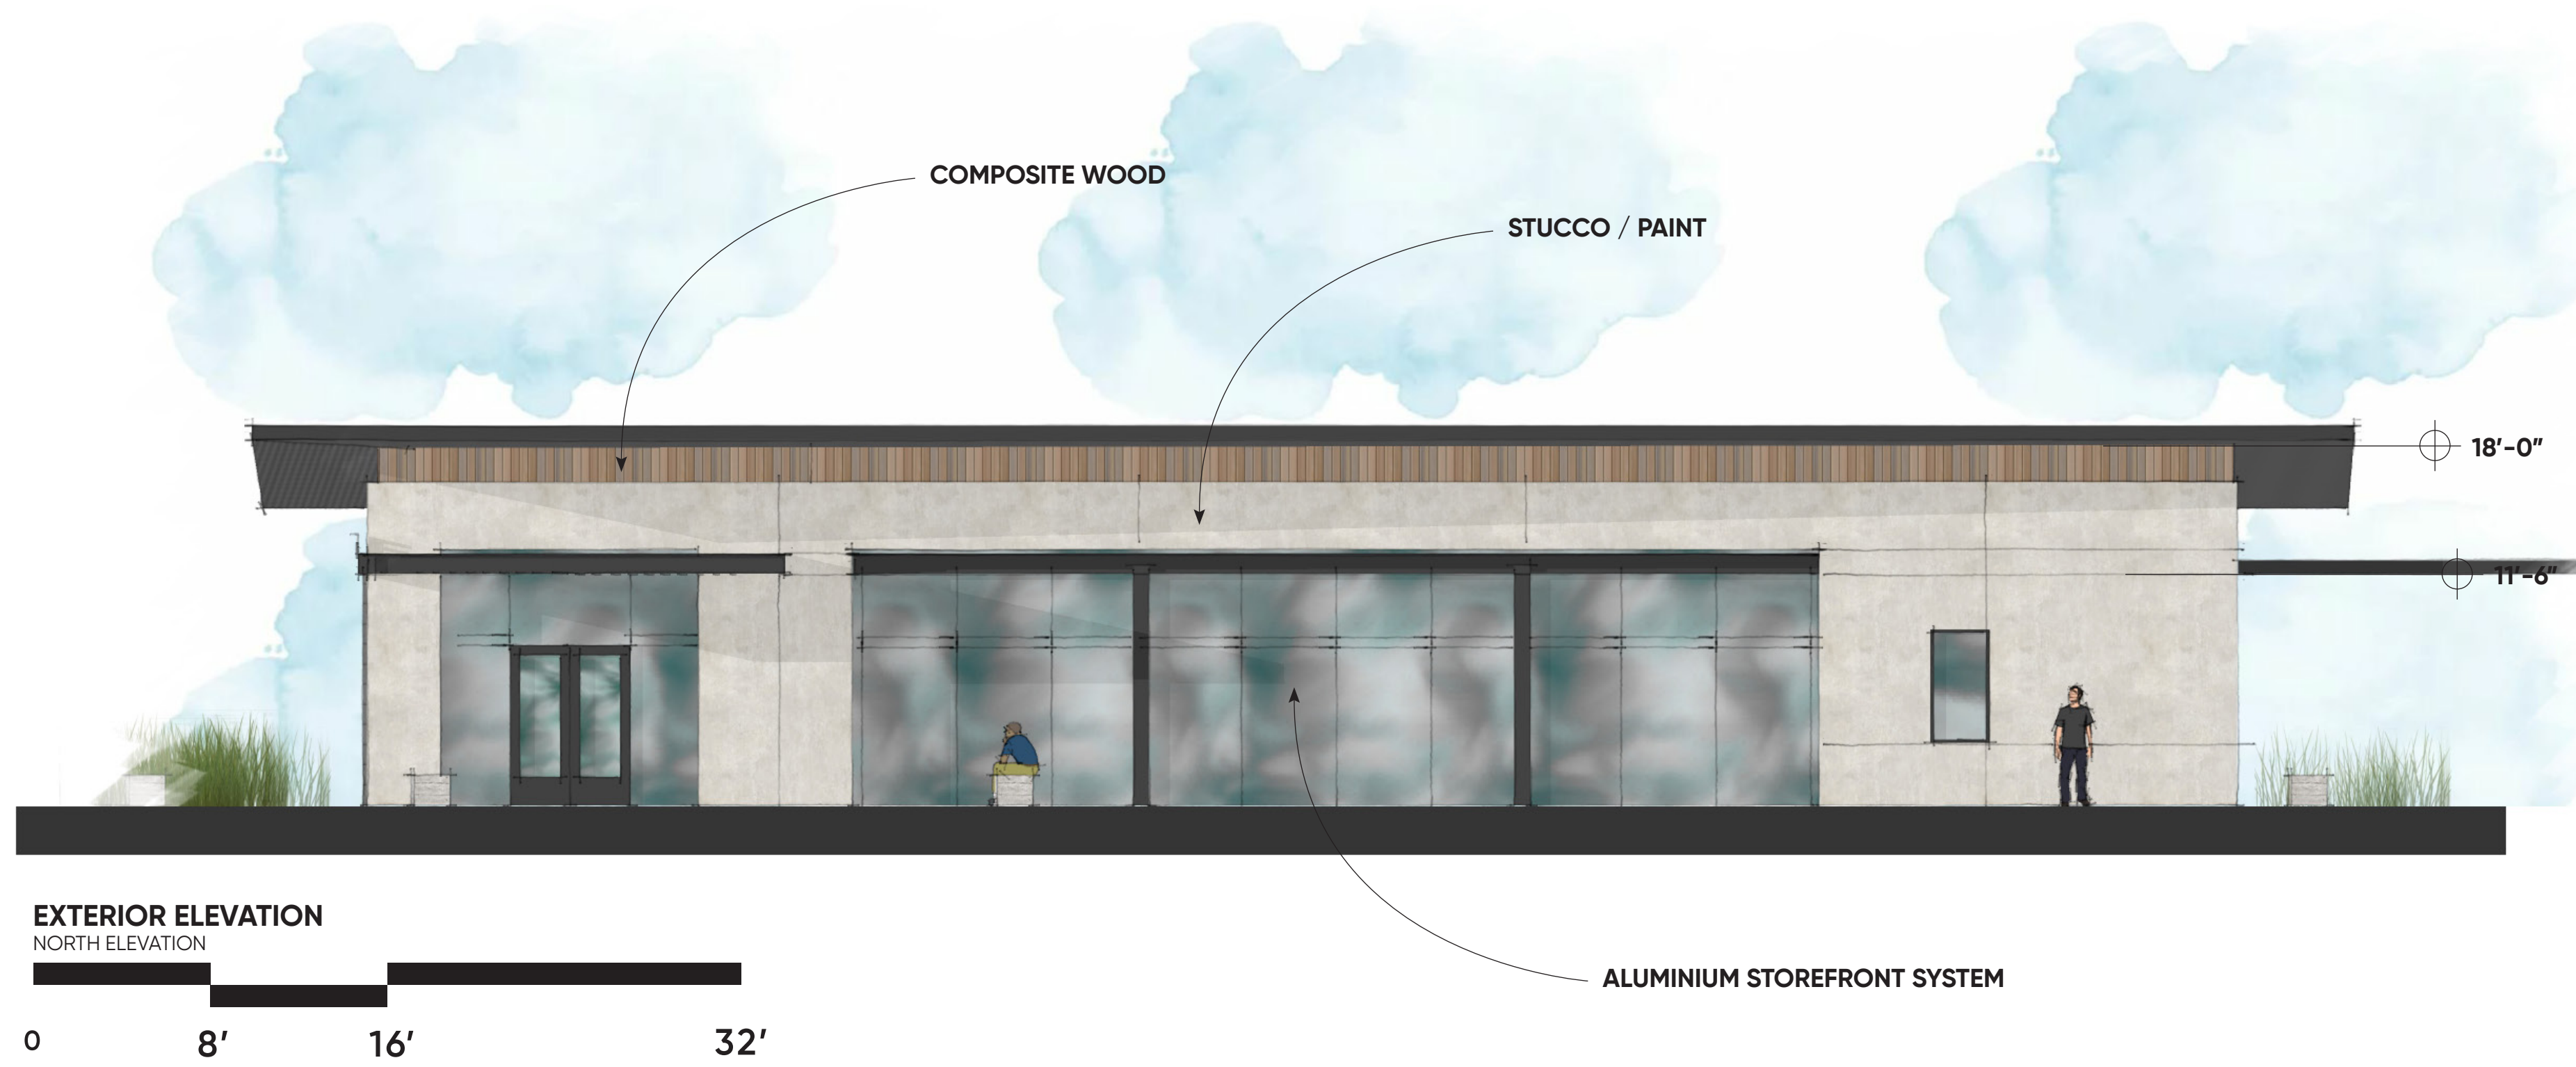 COMPOSITE WOOD
STUCCO / PAINT
18'-0"
11'-6"
ALUMINIUM STOREFRONT SYSTEM
EXTERIOR ELEVATION
NORTH ELEVATION
0 8' 16' 32'